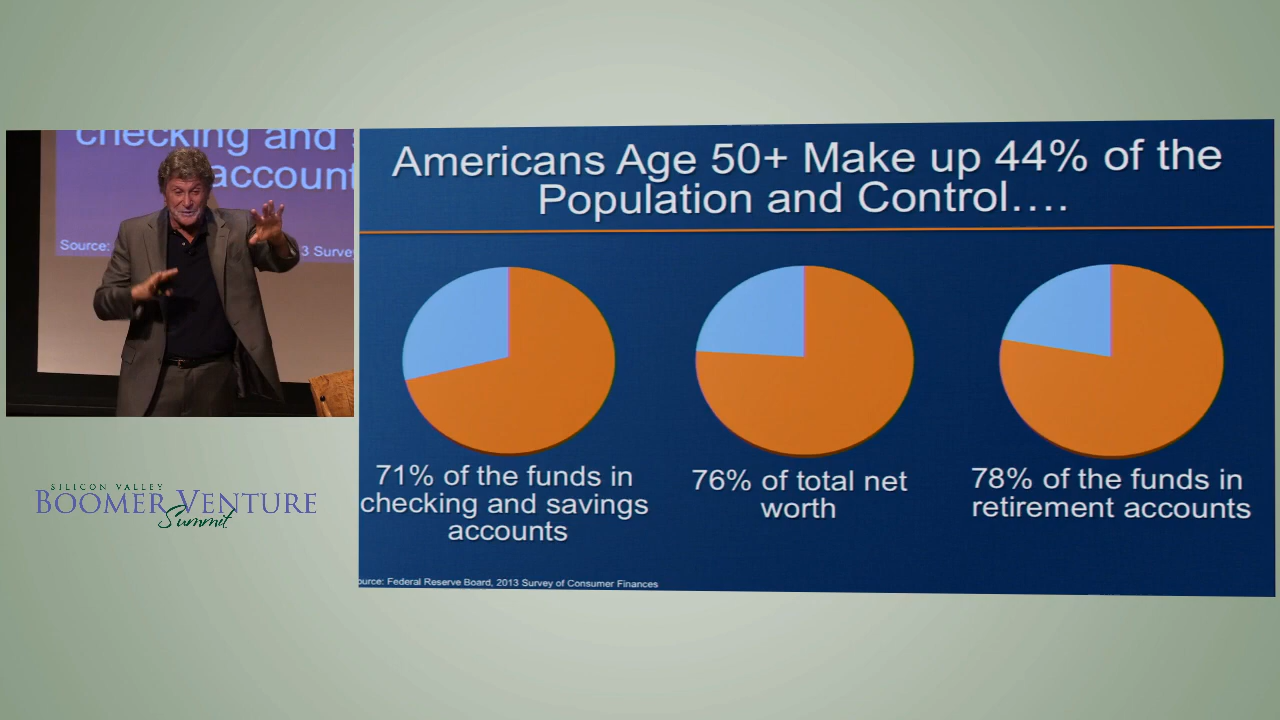 checking and
account
Source:
3 Surve
SILICON VALLEY
BOOMER VENTURE
Summit
Americans Age 50+ Make up 44% of the
Population and Control....
71% of the funds in
checking and savings
accounts
76% of total net
worth
78% of the funds in
retirement accounts
ource: Federal Reserve Board, 2013 Survey of Consumer Finances